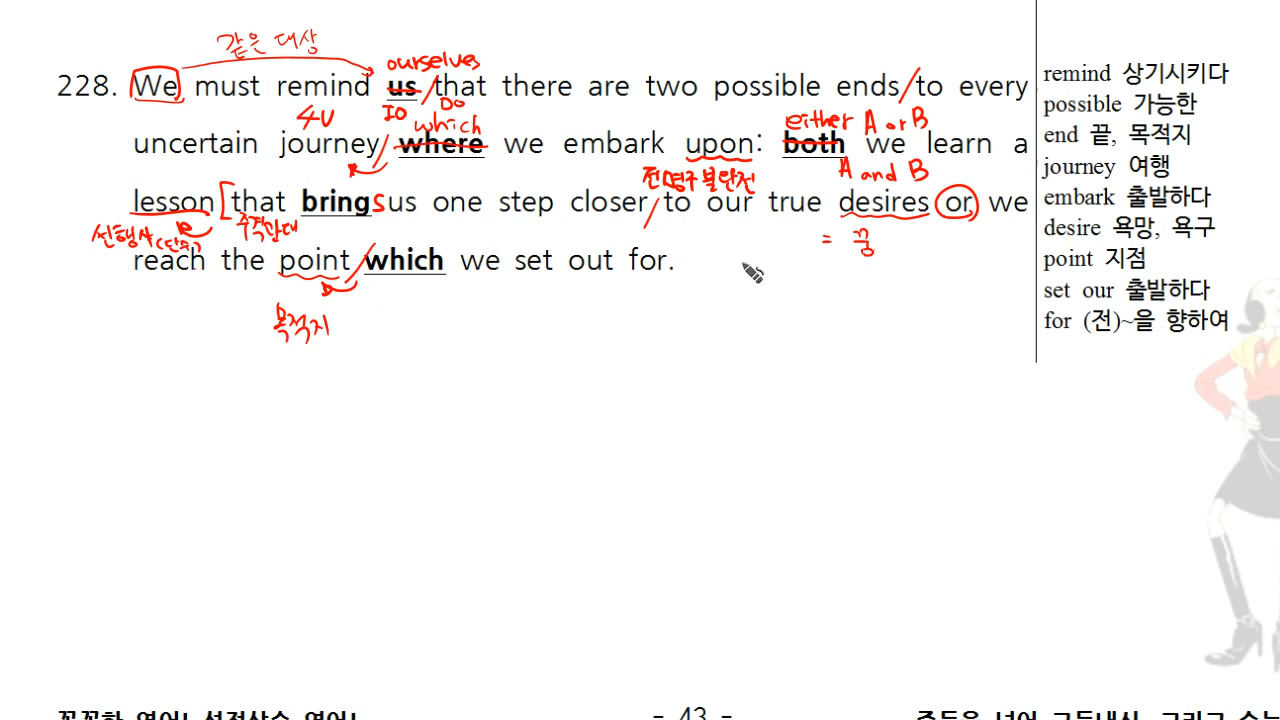 같은 대상
ourselves
228. We must remind us that there are two possible ends to every
4V IO DO
which either A or B
uncertain journey where we embark upon: both we learn a
전명구 불완전 A and B
lesson that brings us one step closer to our true desires or we
선행사(단수) 주격관대 = 꿈
reach the point which we set out for.
목적지
remind 상기시키다
possible 가능한
end 끝, 목적지
journey 여행
embark 출발하다
desire 욕망, 욕구
point 지점
set our 출발하다
for (전)~을 향하여
- 43 -